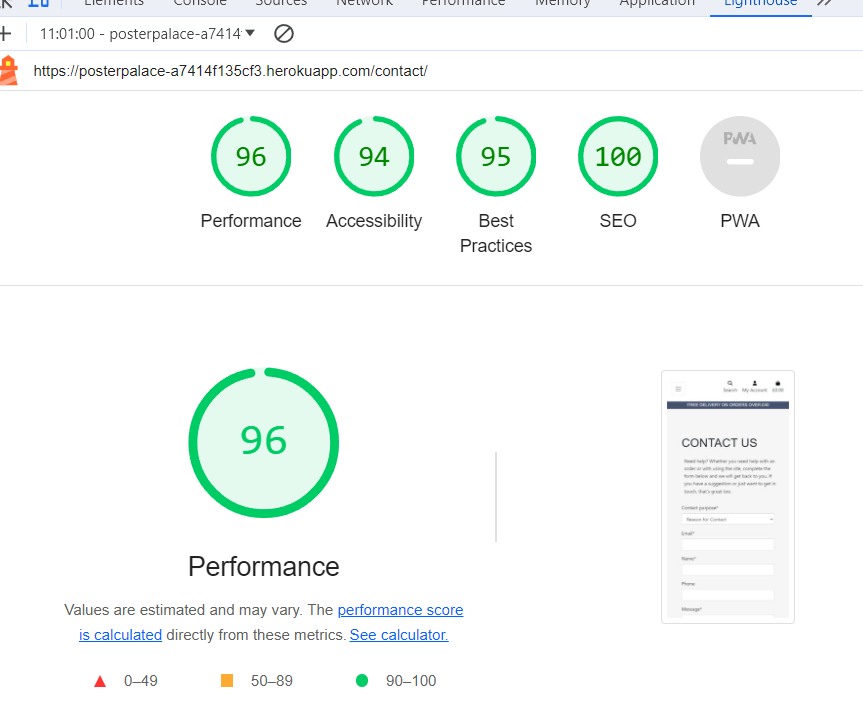 Elements Console Sources Network Performance Memory Application Lighthouse
11:01:00 - posterpalace-a7414
https://posterpalace-a7414f135cf3.herokuapp.com/contact/
96 94 95 100 PWA
Performance Accessibility Best Practices SEO PWA
96
Performance
Values are estimated and may vary. The performance score
is calculated directly from these metrics. See calculator.
0–49 50–89 90–100
Search My Account £0.00
FREE DELIVERY ON ORDERS OVER £40
CONTACT US
Need help? Whether you need help with an
order or with using the site, complete the
form below and we will get back to you. If
you have a suggestion or just want to get in
touch, that's great too.
Contact purpose*
Reason for Contact
Email*
Name*
Phone
Message*